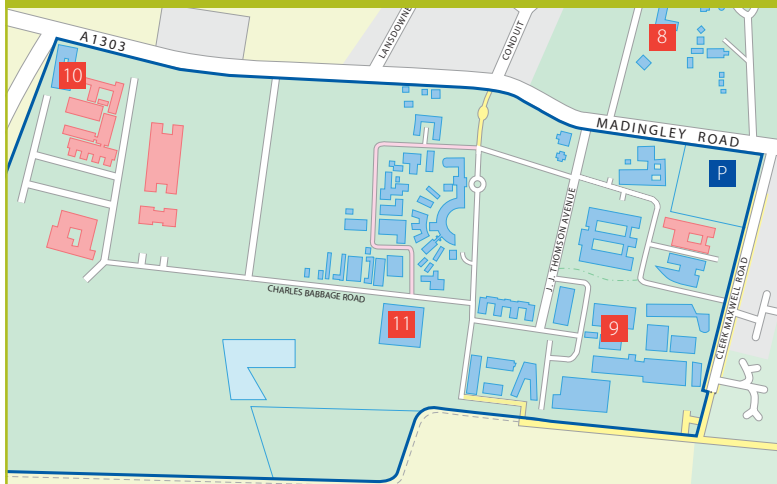 A1303
LANSDOWNE
CONDUIT
8
10
MADINGLEY ROAD
P
J. J. THOMSON AVENUE
CLERK MAXWELL ROAD
CHARLES BABBAGE ROAD
11
9